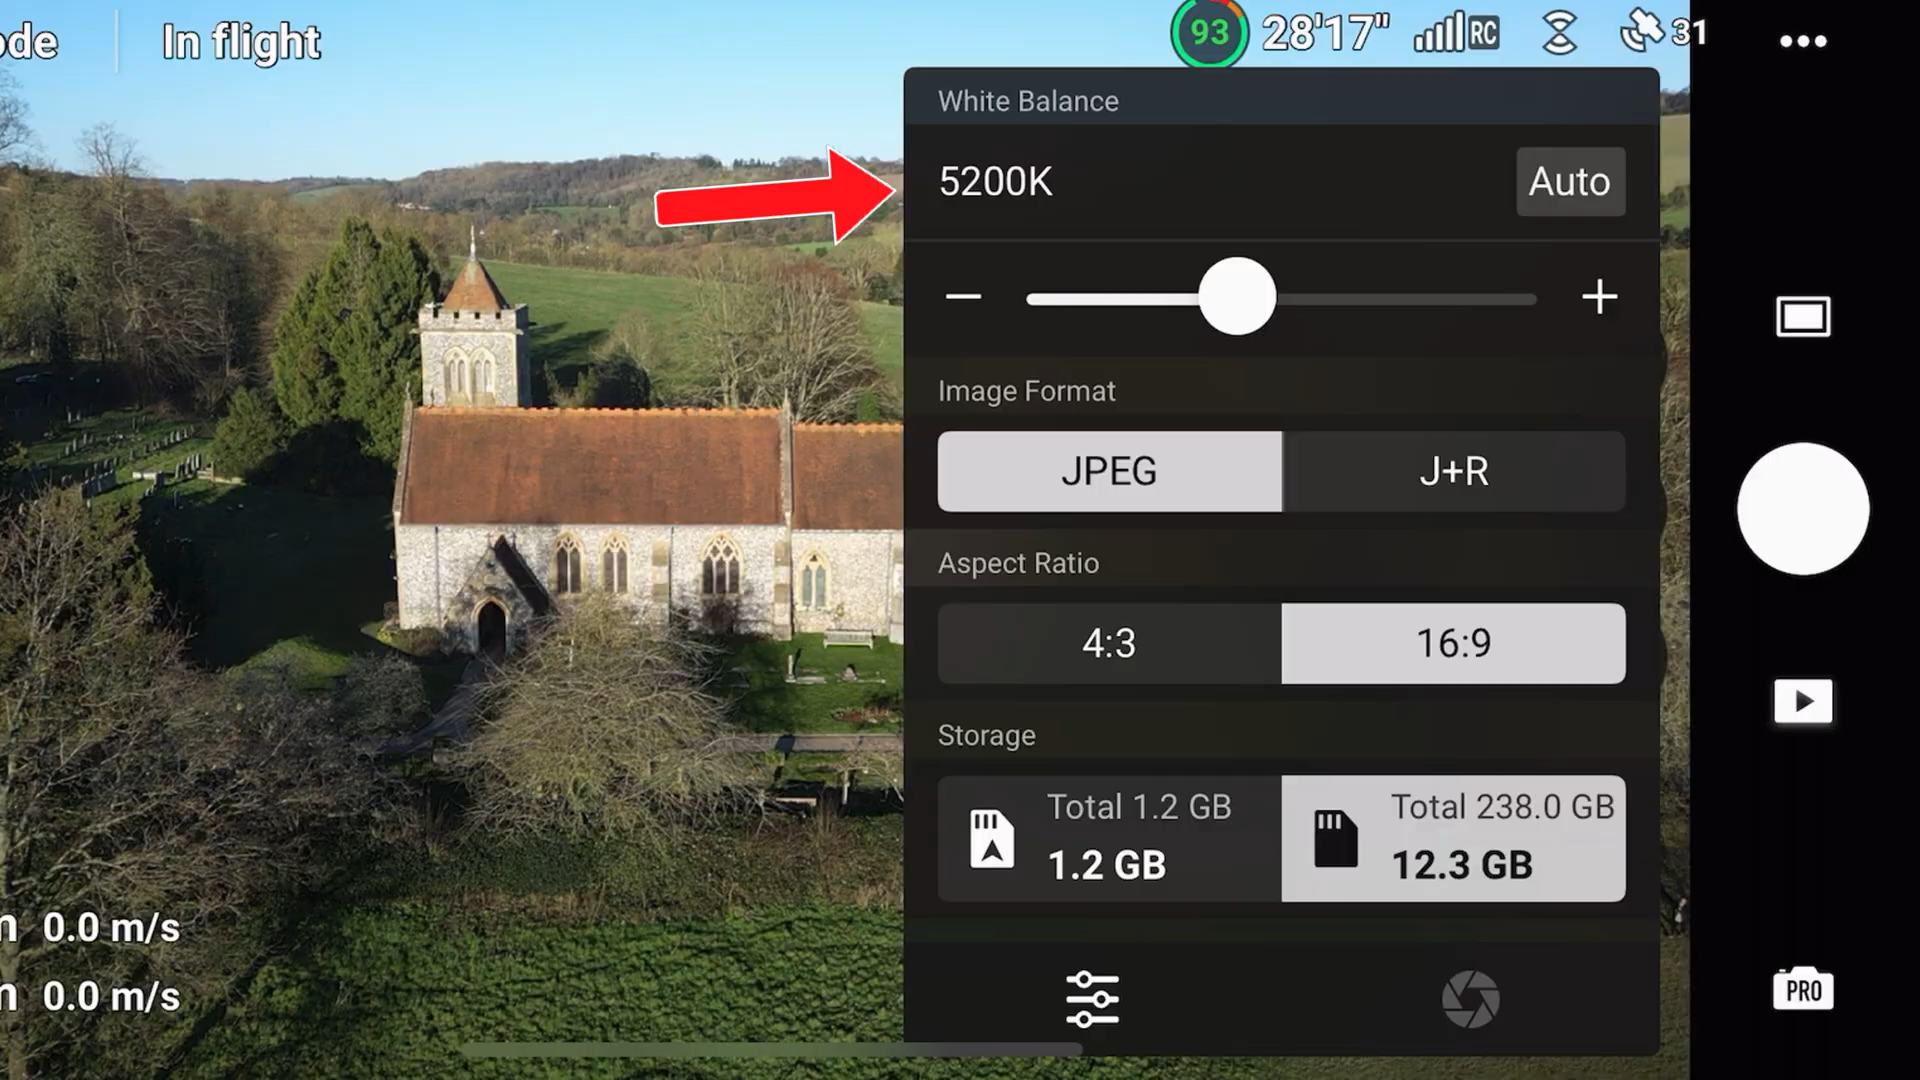 ode In flight 93 28'17" RC 31
White Balance
5200K Auto
Image Format
JPEG J+R
Aspect Ratio
4:3 16:9
Storage
Total 1.2 GB Total 238.0 GB
1.2 GB 12.3 GB
0.0 m/s
0.0 m/s
PRO